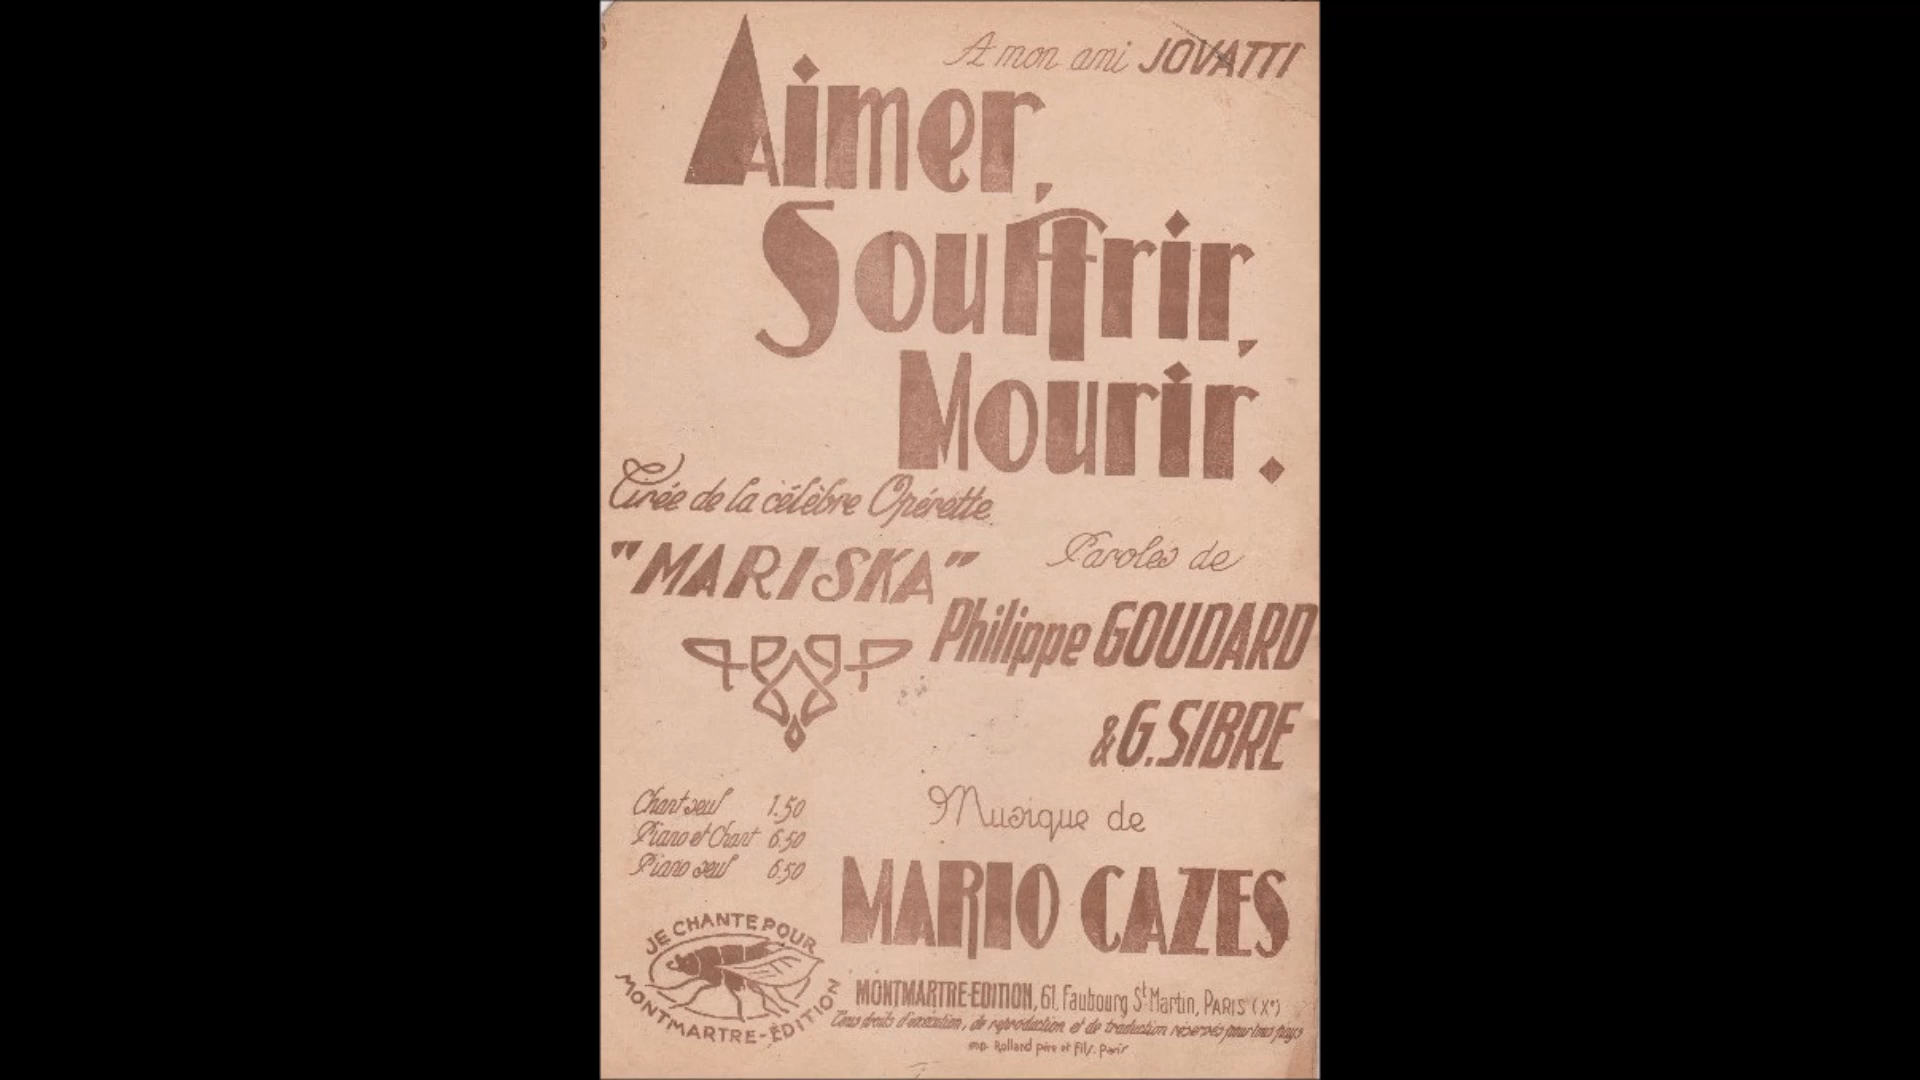 A mon ami JOVATTI
Aimer,
Souffrir,
Mourir.
Tirée de la célèbre Opérette
"MARISKA"
Paroles de
Philippe GOUDARD
& G. SIBRE
Chant seul 1.50
Piano et Chant 6.50
Piano seul 6.50
Musique de
MARIO CAZES
JE CHANTE POUR
MONTMARTRE-ÉDITION
MONTMARTRE-EDITION, 61, Faubourg St Martin, PARIS (Xe)
Tous droits d'exécution, de reproduction et de traduction réservés pour tous pays
Imp. Rolland père et fils. Paris